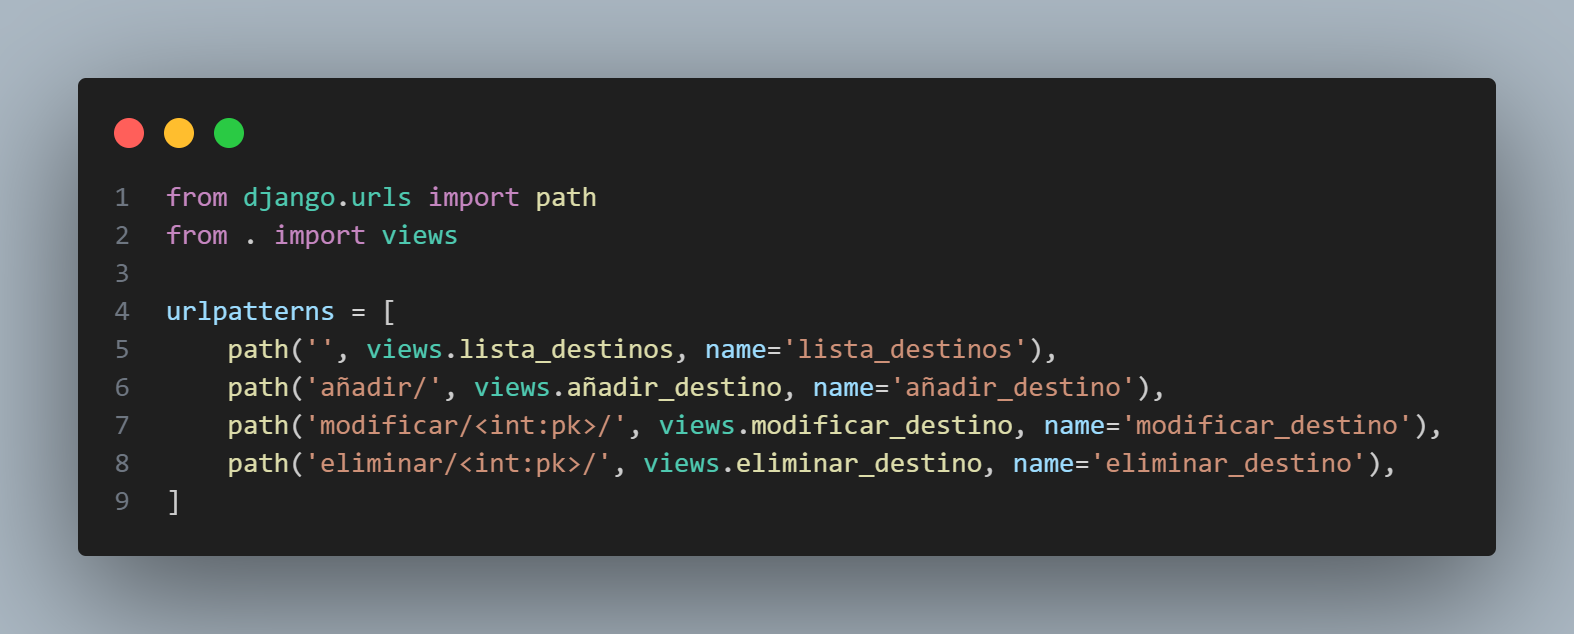 1 from django.urls import path
2 from . import views
3
4 urlpatterns = [
5     path('', views.lista_destinos, name='lista_destinos'),
6     path('añadir/', views.añadir_destino, name='añadir_destino'),
7     path('modificar/<int:pk>/', views.modificar_destino, name='modificar_destino'),
8     path('eliminar/<int:pk>/', views.eliminar_destino, name='eliminar_destino'),
9 ]